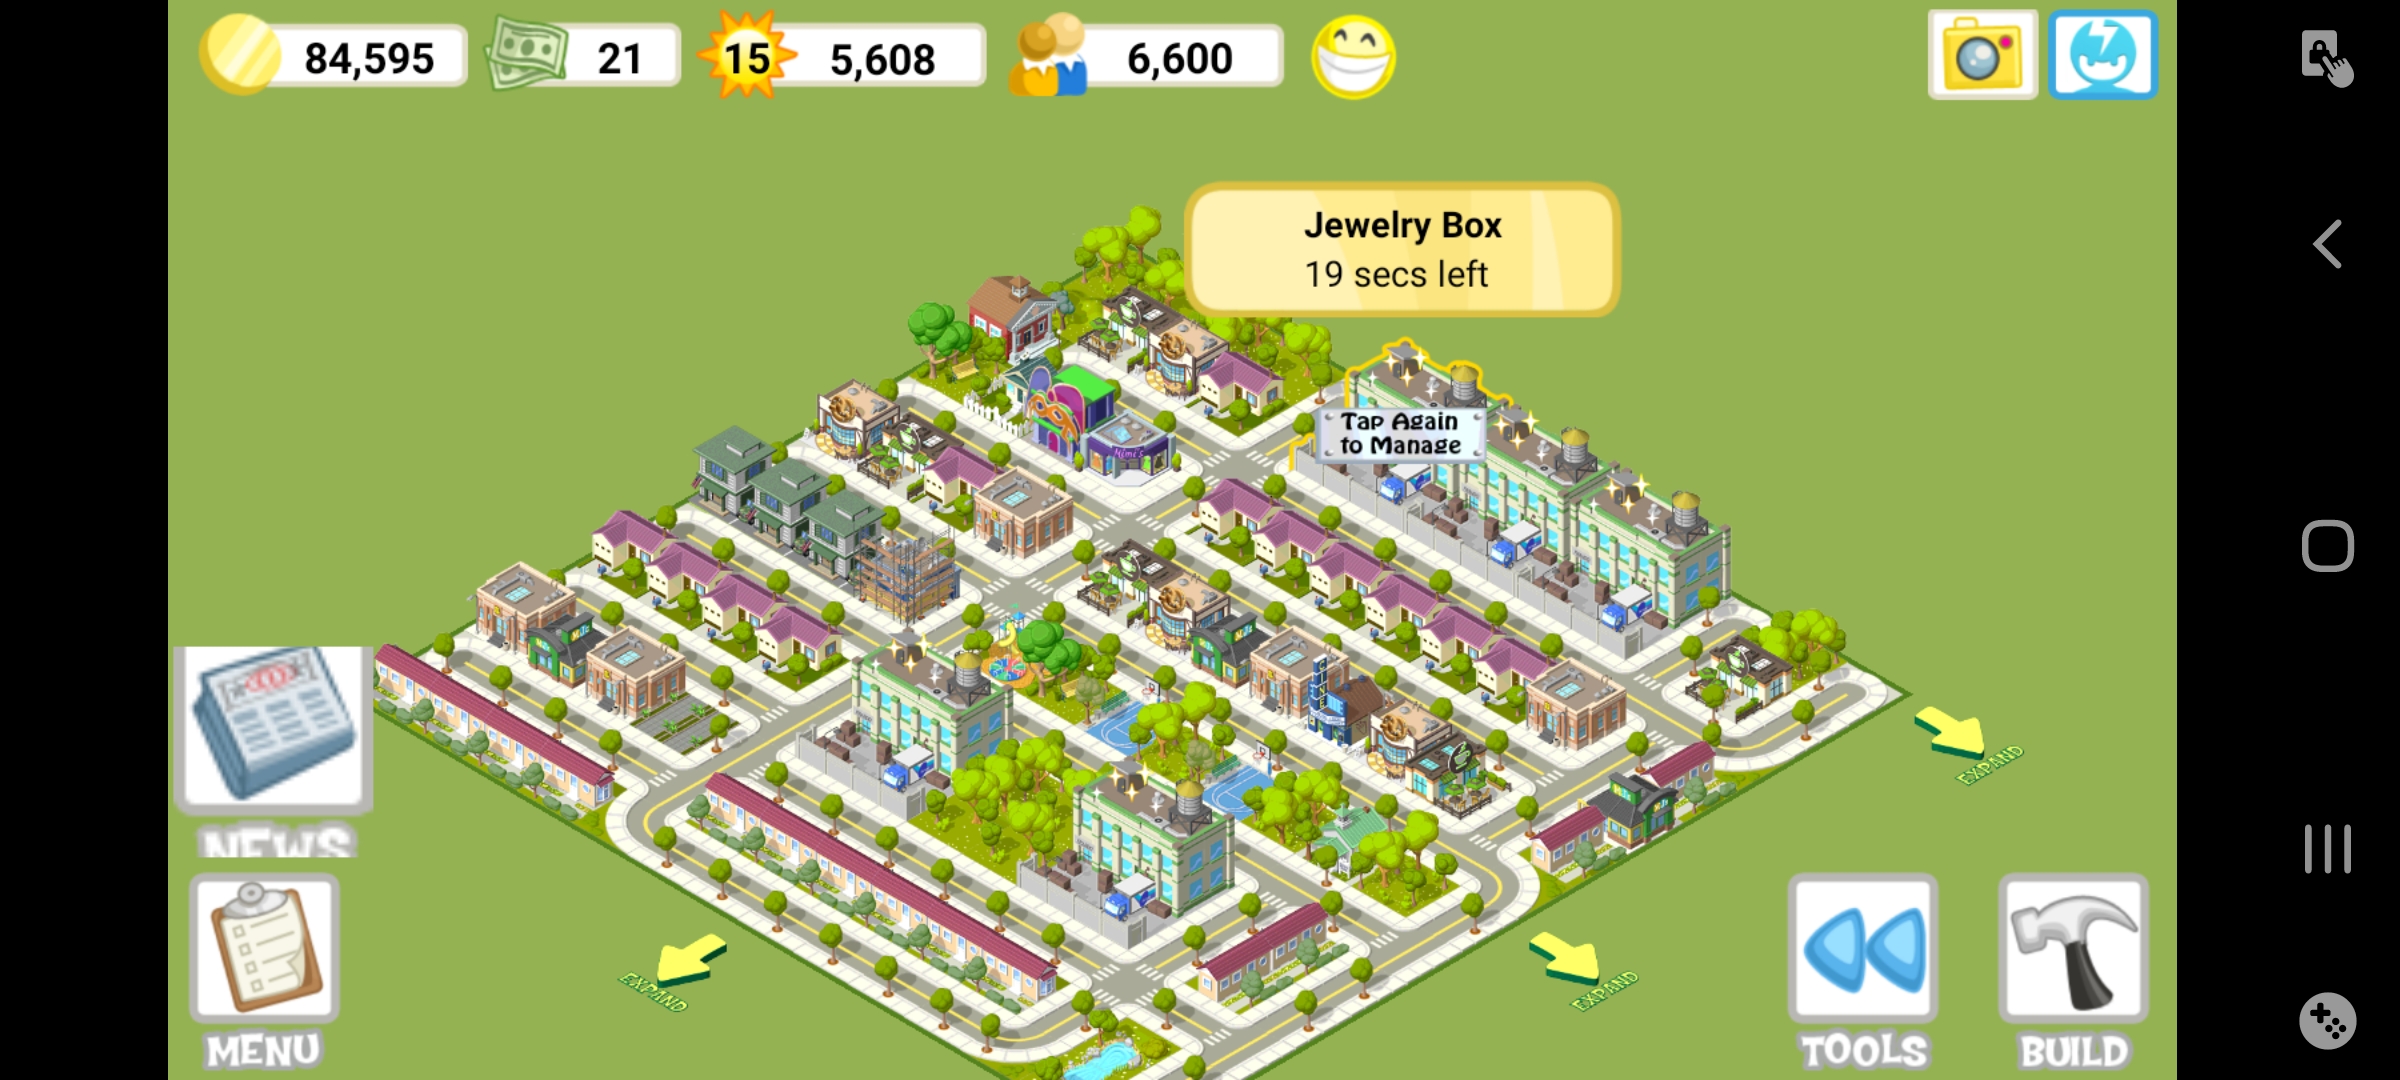 84,595
21
15
5,608
6,600
Jewelry Box
19 secs left
Tap Again
to Manage
Mimi's
NEWS
MENU
EXPAND
EXPAND
EXPAND
TOOLS
BUILD